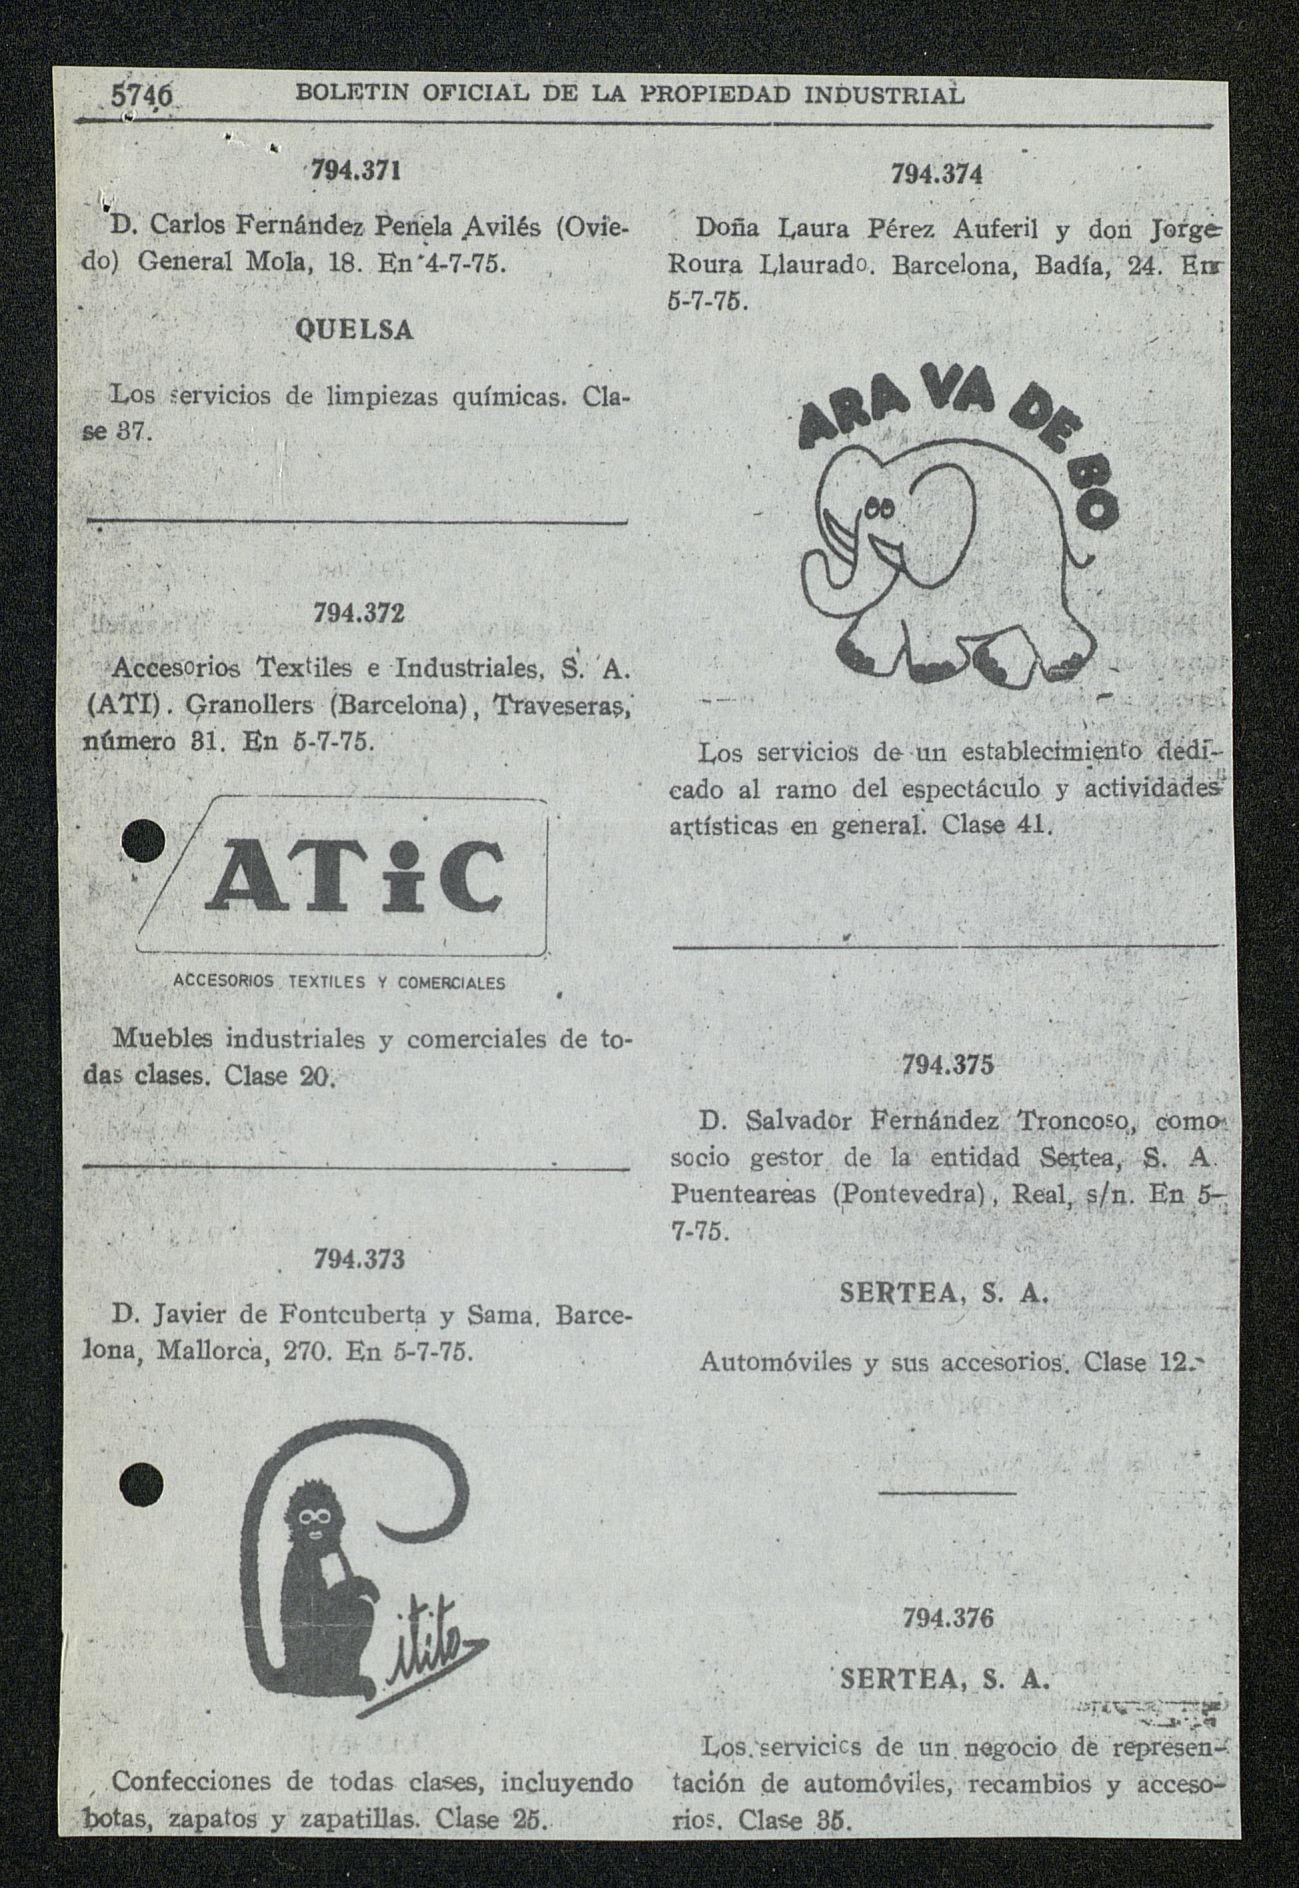 5746
BOLETIN OFICIAL DE LA PROPIEDAD INDUSTRIAL
794.371
D. Carlos Fernández Penela Avilés (Ovie-
do) General Mola, 18. En 4-7-75.
QUELSA
Los servicios de limpiezas químicas. Cla-
se 37.
794.372
Accesorios Textiles e Industriales, S. A.
(ATI). Granollers (Barcelona), Traveseras,
número 31. En 5-7-75.
ATiC
ACCESORIOS TEXTILES Y COMERCIALES
Muebles industriales y comerciales de to-
das clases. Clase 20.
794.373
D. Javier de Fontcuberta y Sama. Barce-
lona, Mallorca, 270. En 5-7-75.
itito
Confecciones de todas clases, incluyendo
botas, zapatos y zapatillas. Clase 25.
794.374
Doña Laura Pérez Auferil y don Jorge
Roura Llaurado. Barcelona, Badía, 24. En
5-7-75.
ARA VA DE BO
Los servicios de un establecimiento dedi-
cado al ramo del espectáculo y actividades
artísticas en general. Clase 41.
794.375
D. Salvador Fernández Troncoso, como
socio gestor de la entidad Sertea, S. A.
Puenteareas (Pontevedra), Real, s/n. En 5-
7-75.
SERTEA, S. A.
Automóviles y sus accesorios. Clase 12.
794.376
SERTEA, S. A.
Los servicios de un negocio de represen-
tación de automóviles, recambios y acceso-
rios. Clase 35.